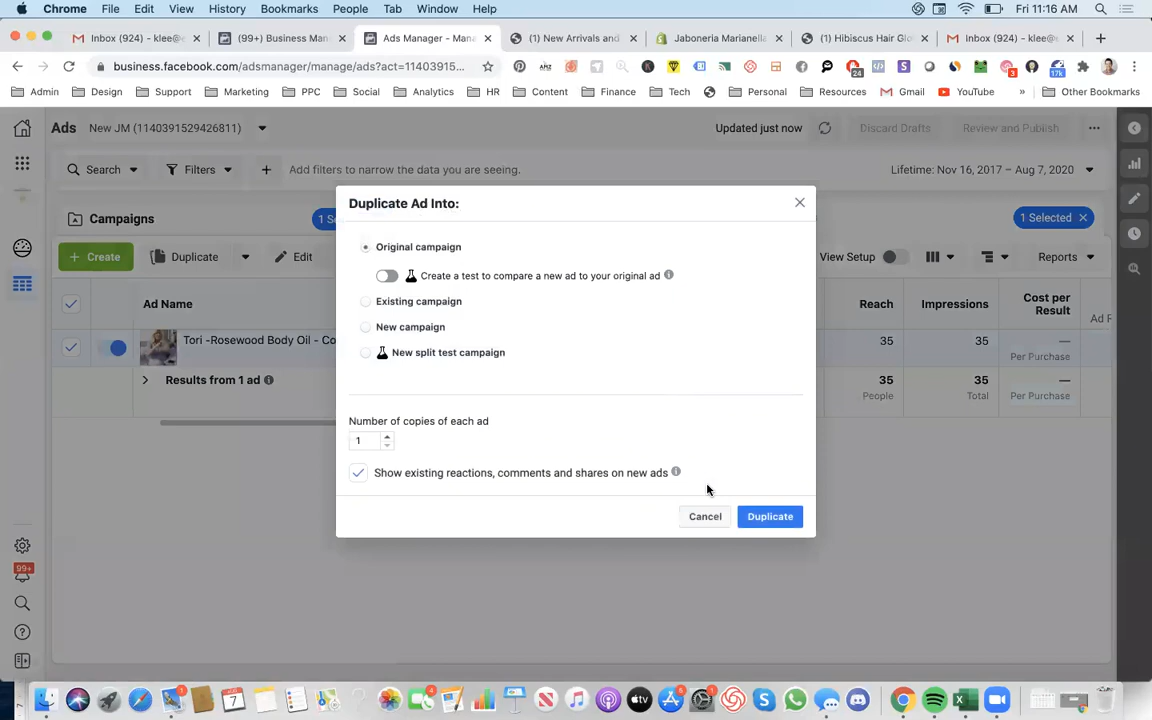 Chrome File Edit View History Bookmarks People Tab Window Help Fri 11:16 AM
Inbox (924) – klee@
(99+) Business Man
Ads Manager - Mana
(1) New Arrivals and
Jaboneria Marianella
(1) Hibiscus Hair Glo
Inbox (924) – klee@
business.facebook.com/adsmanager/manage/ads?act=11403915...
24
3
17k
Admin Design Support Marketing PPC Social Analytics HR Content Finance Tech Personal Resources Gmail YouTube » Other Bookmarks
Ads New JM (1140391529426811) Updated just now Discard Drafts Review and Publish
Search Filters Add filters to narrow the data you are seeing. Lifetime: Nov 16, 2017 – Aug 7, 2020
Campaigns 1 Se 1 Selected
Create Duplicate Edit View Setup Reports
Ad Name Reach Impressions Cost per
Result
Ad
Tori -Rosewood Body Oil - Co 35 35 —
Per Purchase
Results from 1 ad 35 35 —
People Total Per Purchase
Duplicate Ad Into:
Original campaign
Create a test to compare a new ad to your original ad
Existing campaign
New campaign
New split test campaign
Number of copies of each ad
1
Show existing reactions, comments and shares on new ads
Cancel Duplicate
99+